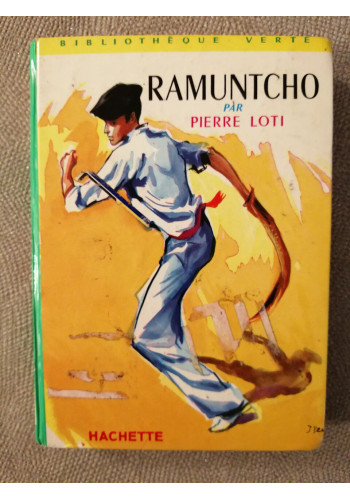 BIBLIOTHÈQUE VERTE
RAMUNTCHO
PAR
PIERRE LOTI
HACHETTE